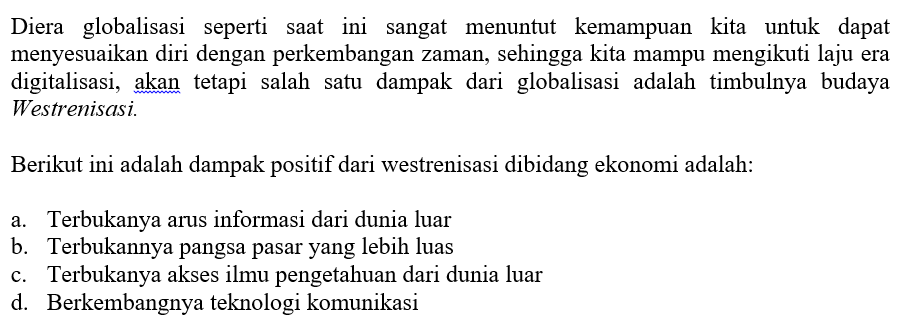 Diera globalisasi seperti saat ini sangat menuntut kemampuan kita untuk dapat
menyesuaikan diri dengan perkembangan zaman, sehingga kita mampu mengikuti laju era
digitalisasi, akan tetapi salah satu dampak dari globalisasi adalah timbulnya budaya
Westrenisasi.
Berikut ini adalah dampak positif dari westrenisasi dibidang ekonomi adalah:
a. Terbukanya arus informasi dari dunia luar
b. Terbukannya pangsa pasar yang lebih luas
c. Terbukanya akses ilmu pengetahuan dari dunia luar
d. Berkembangnya teknologi komunikasi